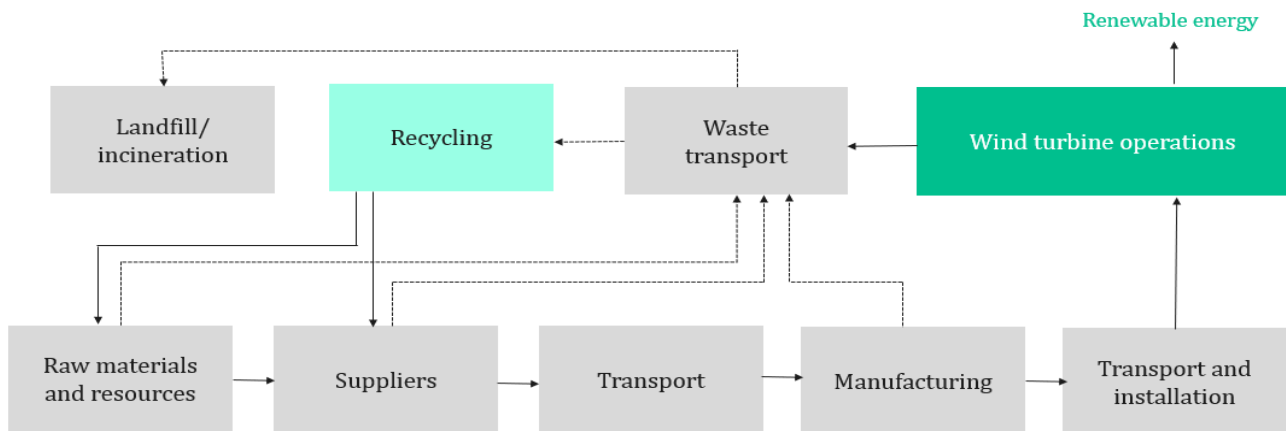 Renewable energy
Landfill/
incineration
Recycling
Waste
transport
Wind turbine operations
Raw materials
and resources
Suppliers
Transport
Manufacturing
Transport and
installation